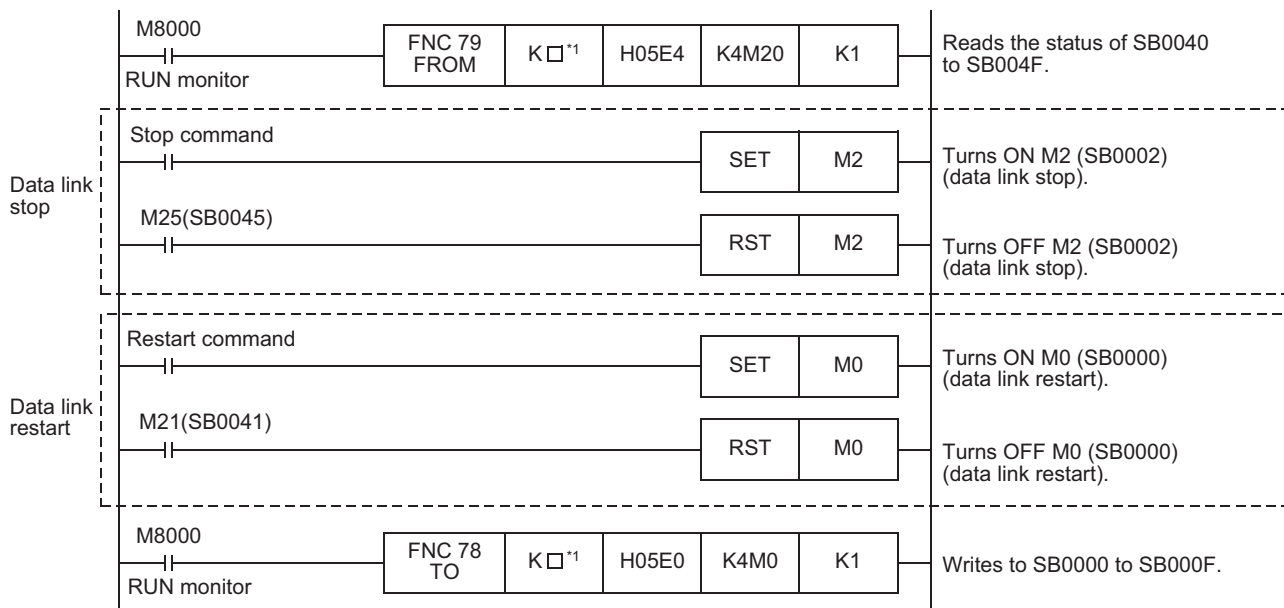 M8000
RUN monitor
FNC 79
FROM
K□*1
H05E4
K4M20
K1
Reads the status of SB0040
to SB004F.
Data link
stop
Stop command
SET
M2
Turns ON M2 (SB0002)
(data link stop).
M25(SB0045)
RST
M2
Turns OFF M2 (SB0002)
(data link stop).
Data link
restart
Restart command
SET
M0
Turns ON M0 (SB0000)
(data link restart).
M21(SB0041)
RST
M0
Turns OFF M0 (SB0000)
(data link restart).
M8000
RUN monitor
FNC 78
TO
K□*1
H05E0
K4M0
K1
Writes to SB0000 to SB000F.